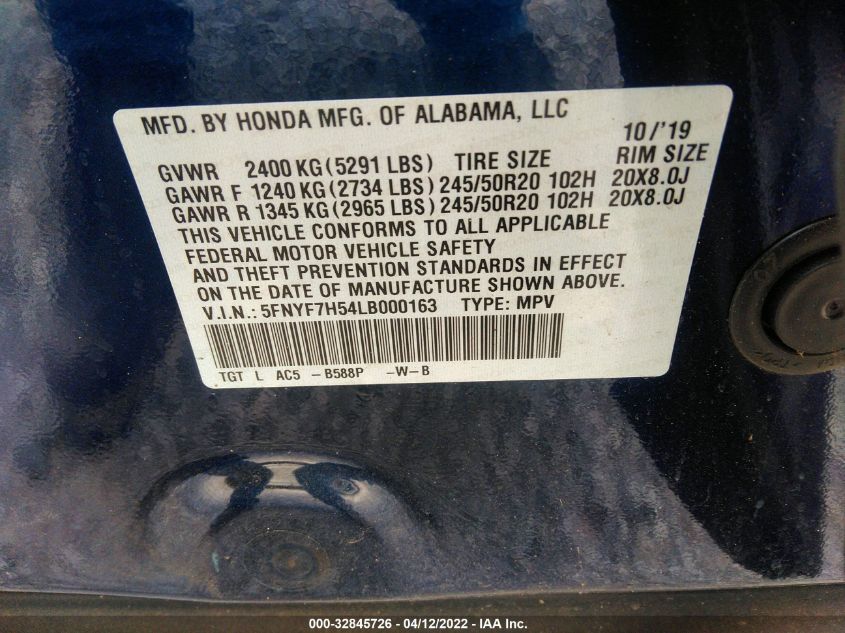 MFD. BY HONDA MFG. OF ALABAMA, LLC
10/'19
GVWR 2400 KG (5291 LBS) TIRE SIZE RIM SIZE
GAWR F 1240 KG (2734 LBS) 245/50R20 102H 20X8.0J
GAWR R 1345 KG (2965 LBS) 245/50R20 102H 20X8.0J
THIS VEHICLE CONFORMS TO ALL APPLICABLE
FEDERAL MOTOR VEHICLE SAFETY
AND THEFT PREVENTION STANDARDS IN EFFECT
ON THE DATE OF MANUFACTURE SHOWN ABOVE.
V.I.N.: 5FNYF7H54LB000163 TYPE: MPV
TGT L AC5 -B588P -W-B
000-32845726 - 04/12/2022 - IAA Inc.